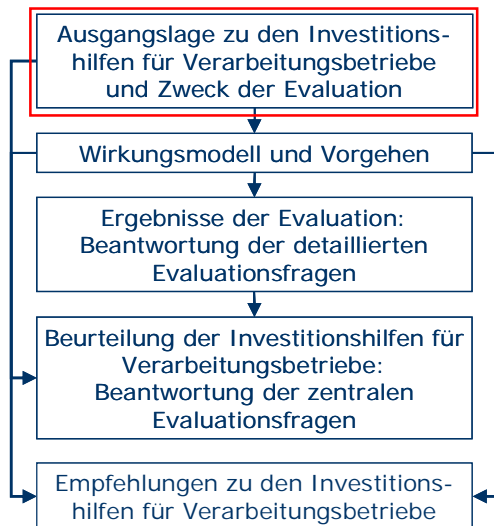 Ausgangslage zu den Investitions-
hilfen für Verarbeitungsbetriebe
und Zweck der Evaluation
Wirkungsmodell und Vorgehen
Ergebnisse der Evaluation:
Beantwortung der detaillierten
Evaluationsfragen
Beurteilung der Investitionshilfen für
Verarbeitungsbetriebe:
Beantwortung der zentralen
Evaluationsfragen
Empfehlungen zu den Investitions-
hilfen für Verarbeitungsbetriebe